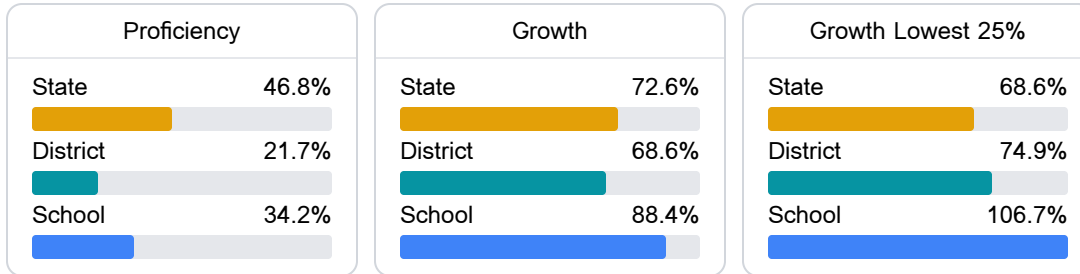 Proficiency
State 46.8%
District 21.7%
School 34.2%
Growth
State 72.6%
District 68.6%
School 88.4%
Growth Lowest 25%
State 68.6%
District 74.9%
School 106.7%